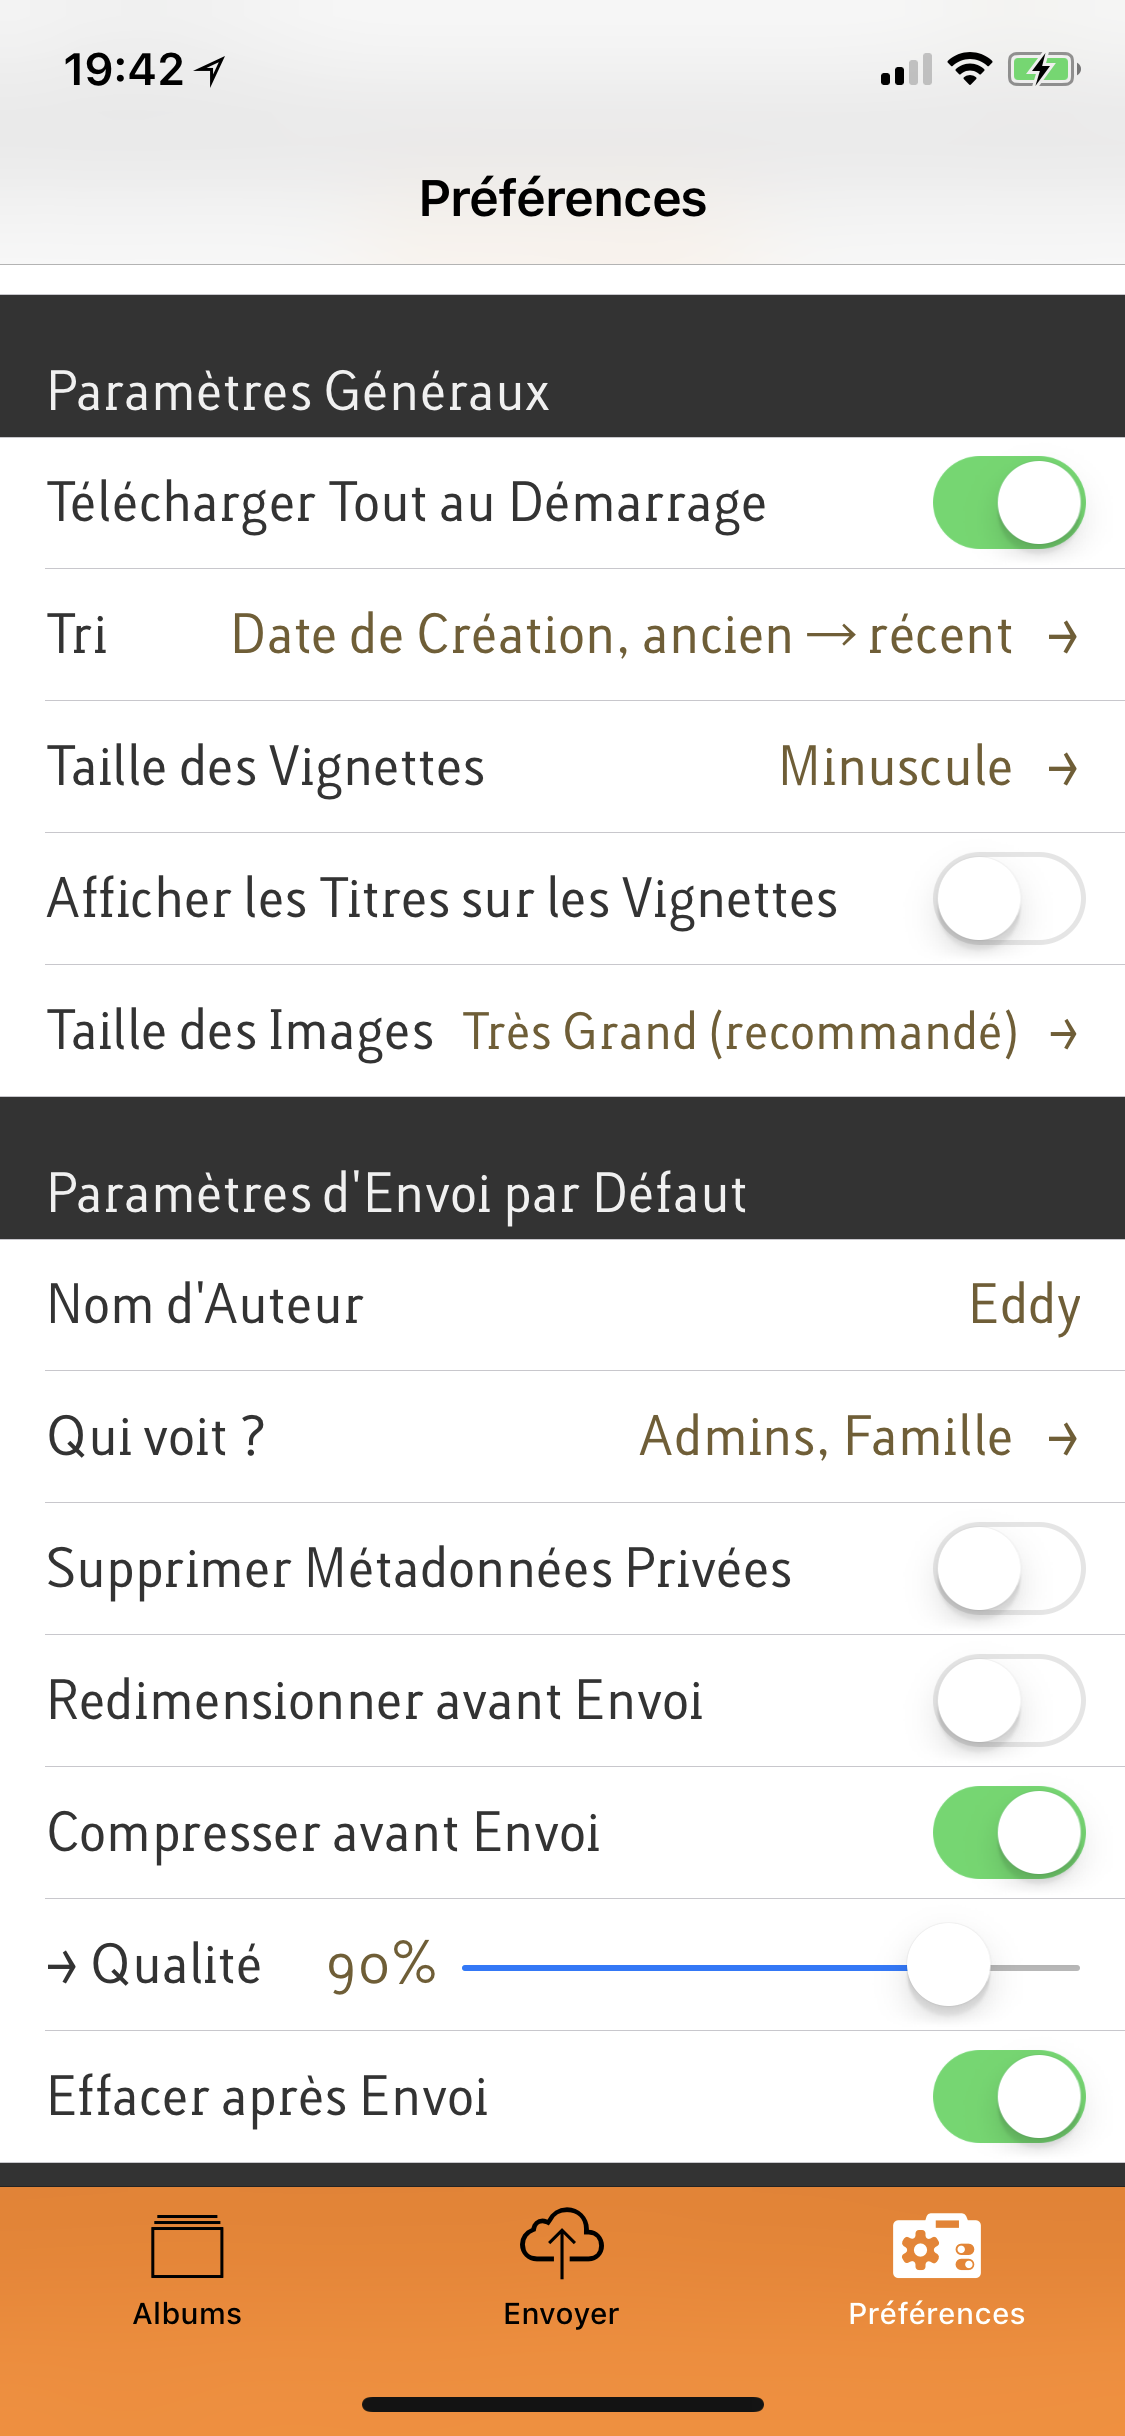 19:42
Préférences
Paramètres Généraux
Télécharger Tout au Démarrage
Tri Date de Création, ancien → récent →
Taille des Vignettes Minuscule →
Afficher les Titres sur les Vignettes
Taille des Images Très Grand (recommandé) →
Paramètres d'Envoi par Défaut
Nom d'Auteur Eddy
Qui voit ? Admins, Famille →
Supprimer Métadonnées Privées
Redimensionner avant Envoi
Compresser avant Envoi
→ Qualité 90%
Effacer après Envoi
Albums Envoyer Préférences